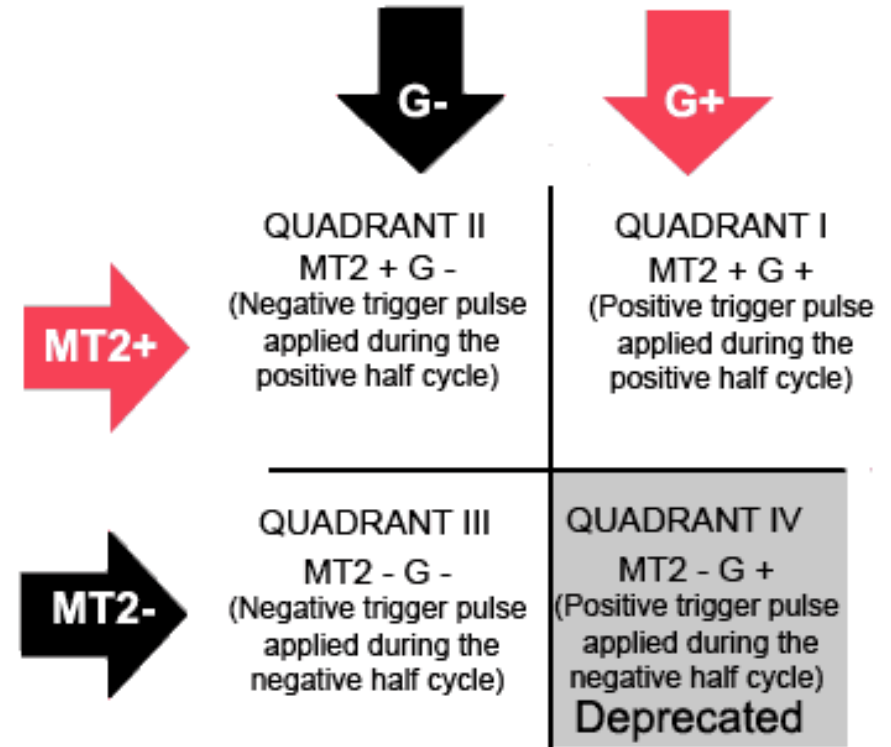 G-
G+
MT2+
QUADRANT II
MT2 + G -
(Negative trigger pulse
applied during the
positive half cycle)
QUADRANT I
MT2 + G +
(Positive trigger pulse
applied during the
positive half cycle)
MT2-
QUADRANT III
MT2 - G -
(Negative trigger pulse
applied during the
negative half cycle)
QUADRANT IV
MT2 - G +
(Positive trigger pulse
applied during the
negative half cycle)
Deprecated